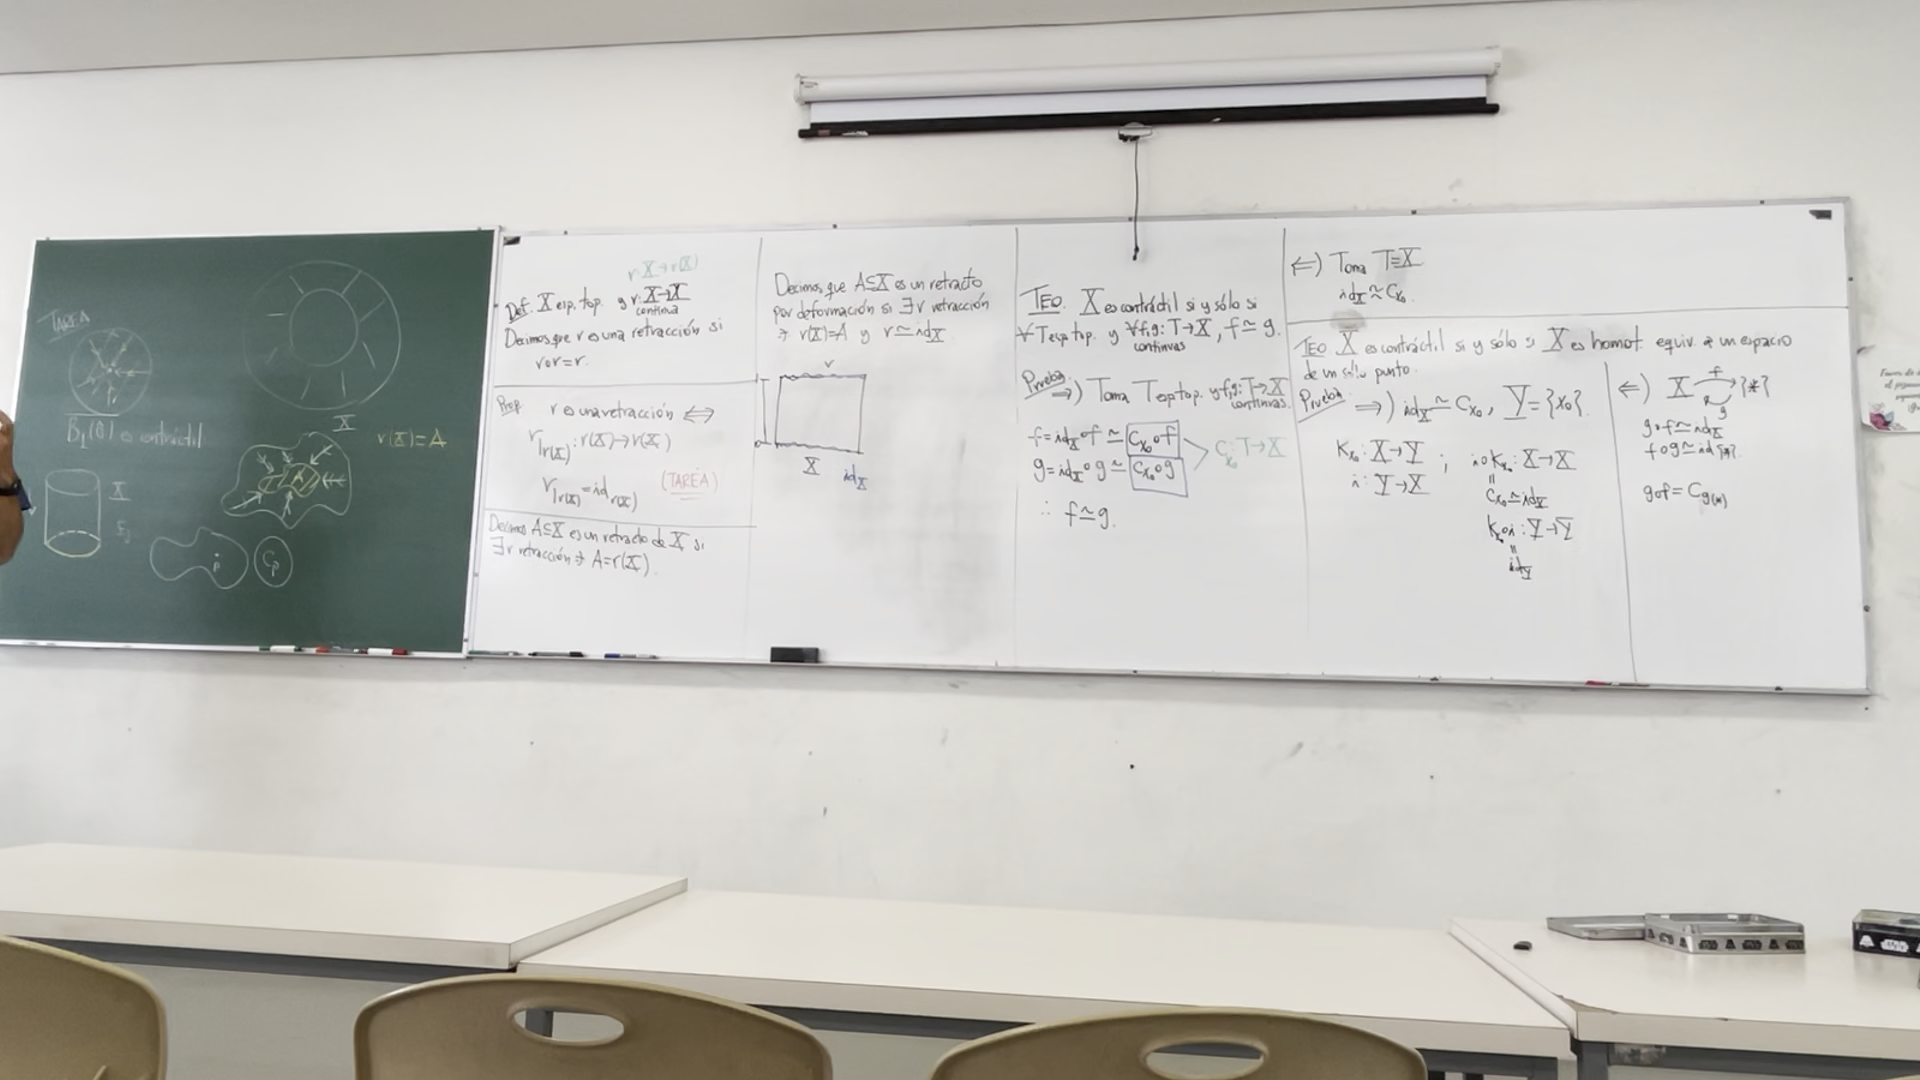 TAREA
B₁(0) es contráctil
X
X
r(X)=A
A
p
Cp
r: X→r(X)
Def. X esp. top. y r: X→X
continua
Decimos que r es una retracción si
r∘r=r.
Prop. r es una retracción ⇔
r|r(X) : r(X)→r(X)
r|r(X) = id r(X)
(TAREA)
Decimos A⊆X es un retracto de X si
∃ r retracción ∋ A=r(X).
Decimos que A⊆X es un retracto
por deformación si ∃ r retracción
∋ r(X)=A y r≃idX.
r
X
idX
TEO. X es contráctil si y sólo si
∀ T esp top. y ∀ f,g: T→X, f≃g.
continuas
Prueba ⇒) Toma T esp top. y f,g: T→X
continuas.
f=idX∘f ≃ Cx₀∘f
g=idX∘g ≃ Cx₀∘g
Cx₀: T→X
∴ f≃g.
⇐) Toma T=X
idX≃Cx₀.
TEO X es contráctil si y sólo si X es homot. equiv. a un espacio
de un sólo punto.
Prueba ⇒) idX≃Cx₀, Y={x₀}.
Kx₀: X→Y ; i∘Kx₀: X→X
i: Y→X
=
Cx₀≃idX
Kx₀∘i: Y→Y
=
idY
⇐) X f {*}
g
g∘f≃idX
f∘g≃id{*}.
g∘f=Cg(*)
STAR WARS